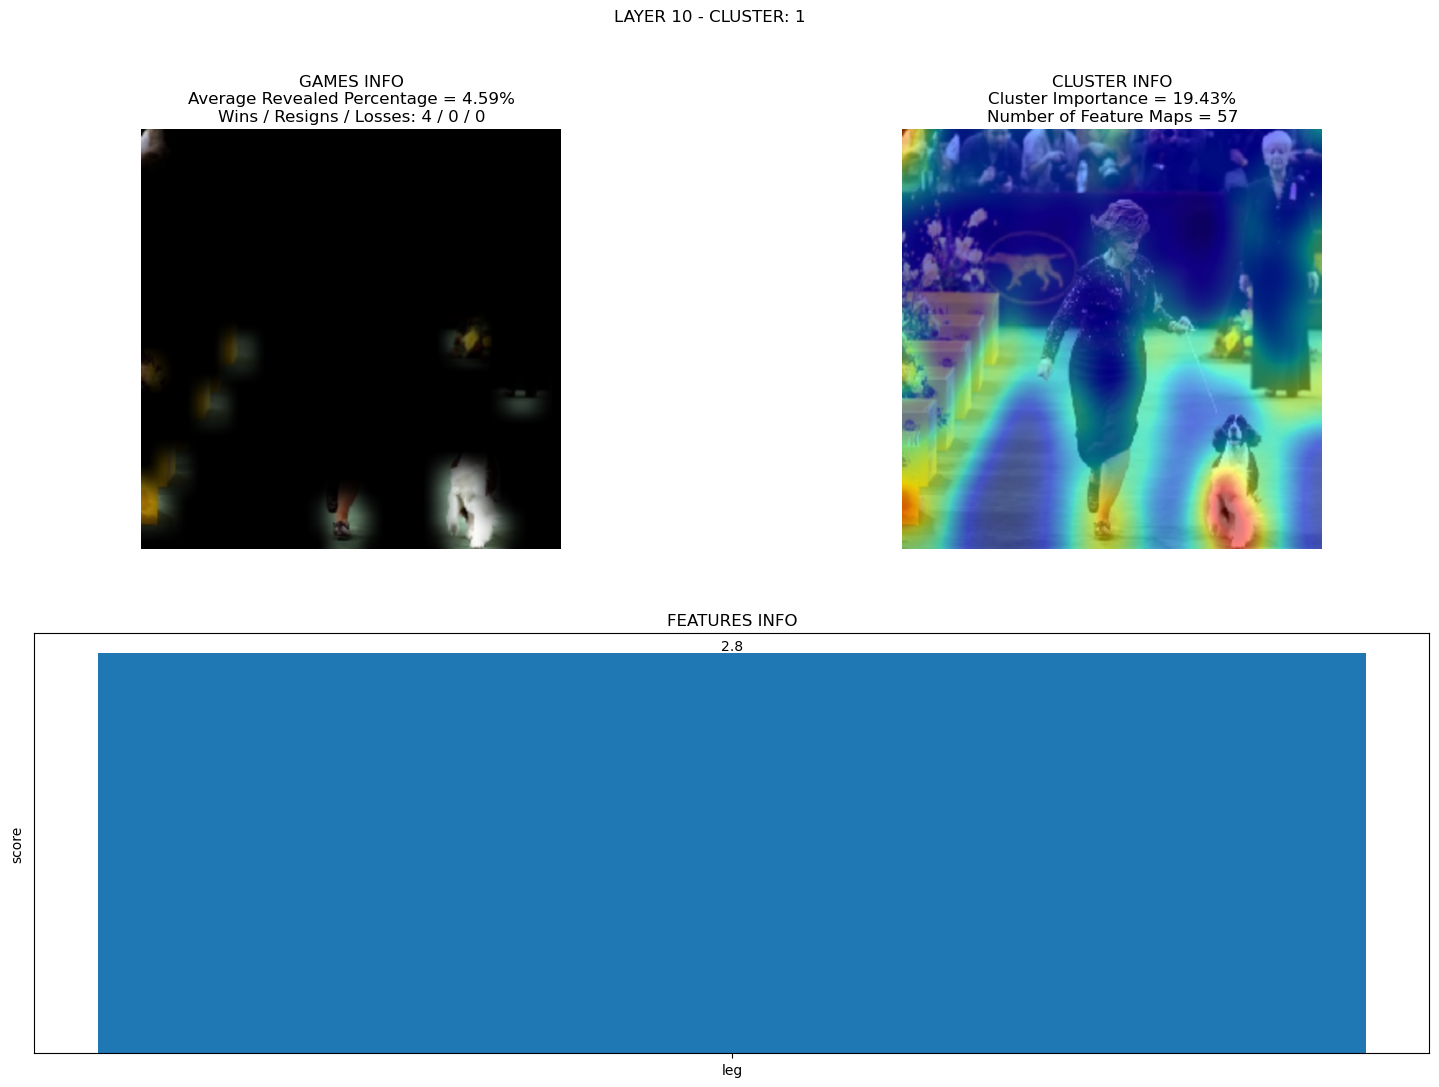 LAYER 10 - CLUSTER: 1
GAMES INFO
Average Revealed Percentage = 4.59%
Wins / Resigns / Losses: 4 / 0 / 0
CLUSTER INFO
Cluster Importance = 19.43%
Number of Feature Maps = 57
FEATURES INFO
2.8
score
leg